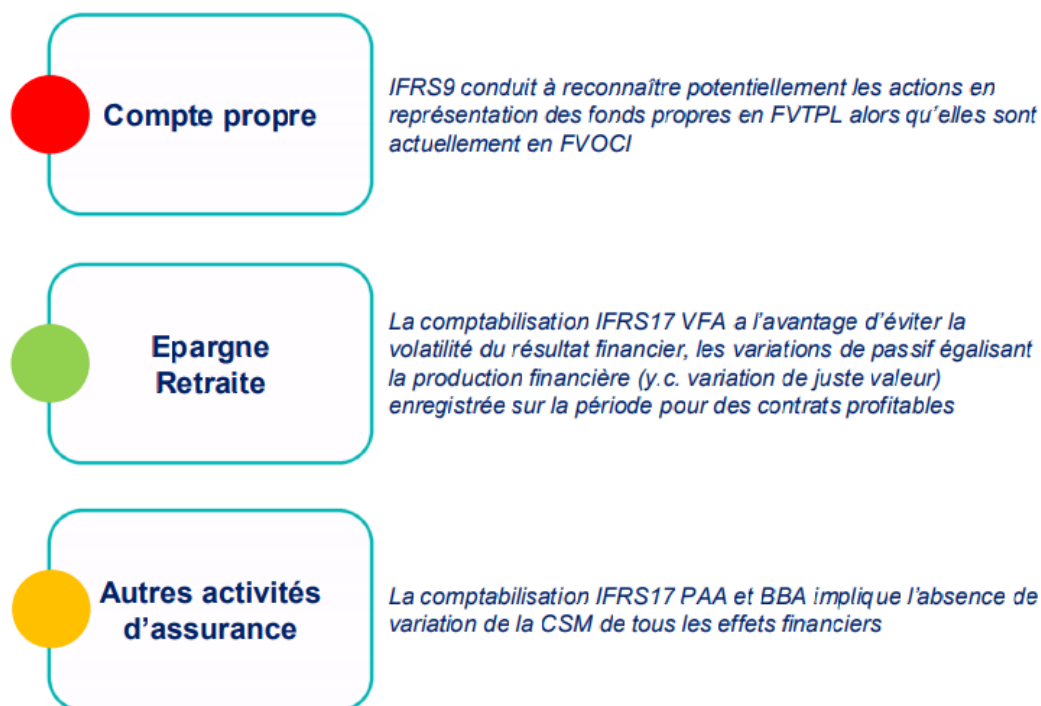 Compte propre
IFRS9 conduit à reconnaître potentiellement les actions en
représentation des fonds propres en FVTPL alors qu'elles sont
actuellement en FVOCI
Epargne
Retraite
La comptabilisation IFRS17 VFA a l'avantage d'éviter la
volatilité du résultat financier, les variations de passif égalisant
la production financière (y.c. variation de juste valeur)
enregistrée sur la période pour des contrats profitables
Autres activités
d'assurance
La comptabilisation IFRS17 PAA et BBA implique l'absence de
variation de la CSM de tous les effets financiers